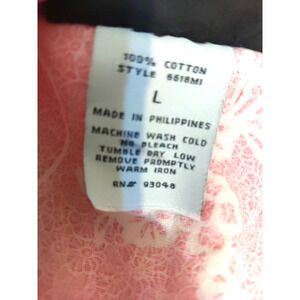 100% COTTON
STYLE 6618MI
L
MADE IN PHILIPPINES
MACHINE WASH COLD
NO BLEACH
TUMBLE DRY LOW
REMOVE PROMPTLY
WARM IRON
RN# 93048